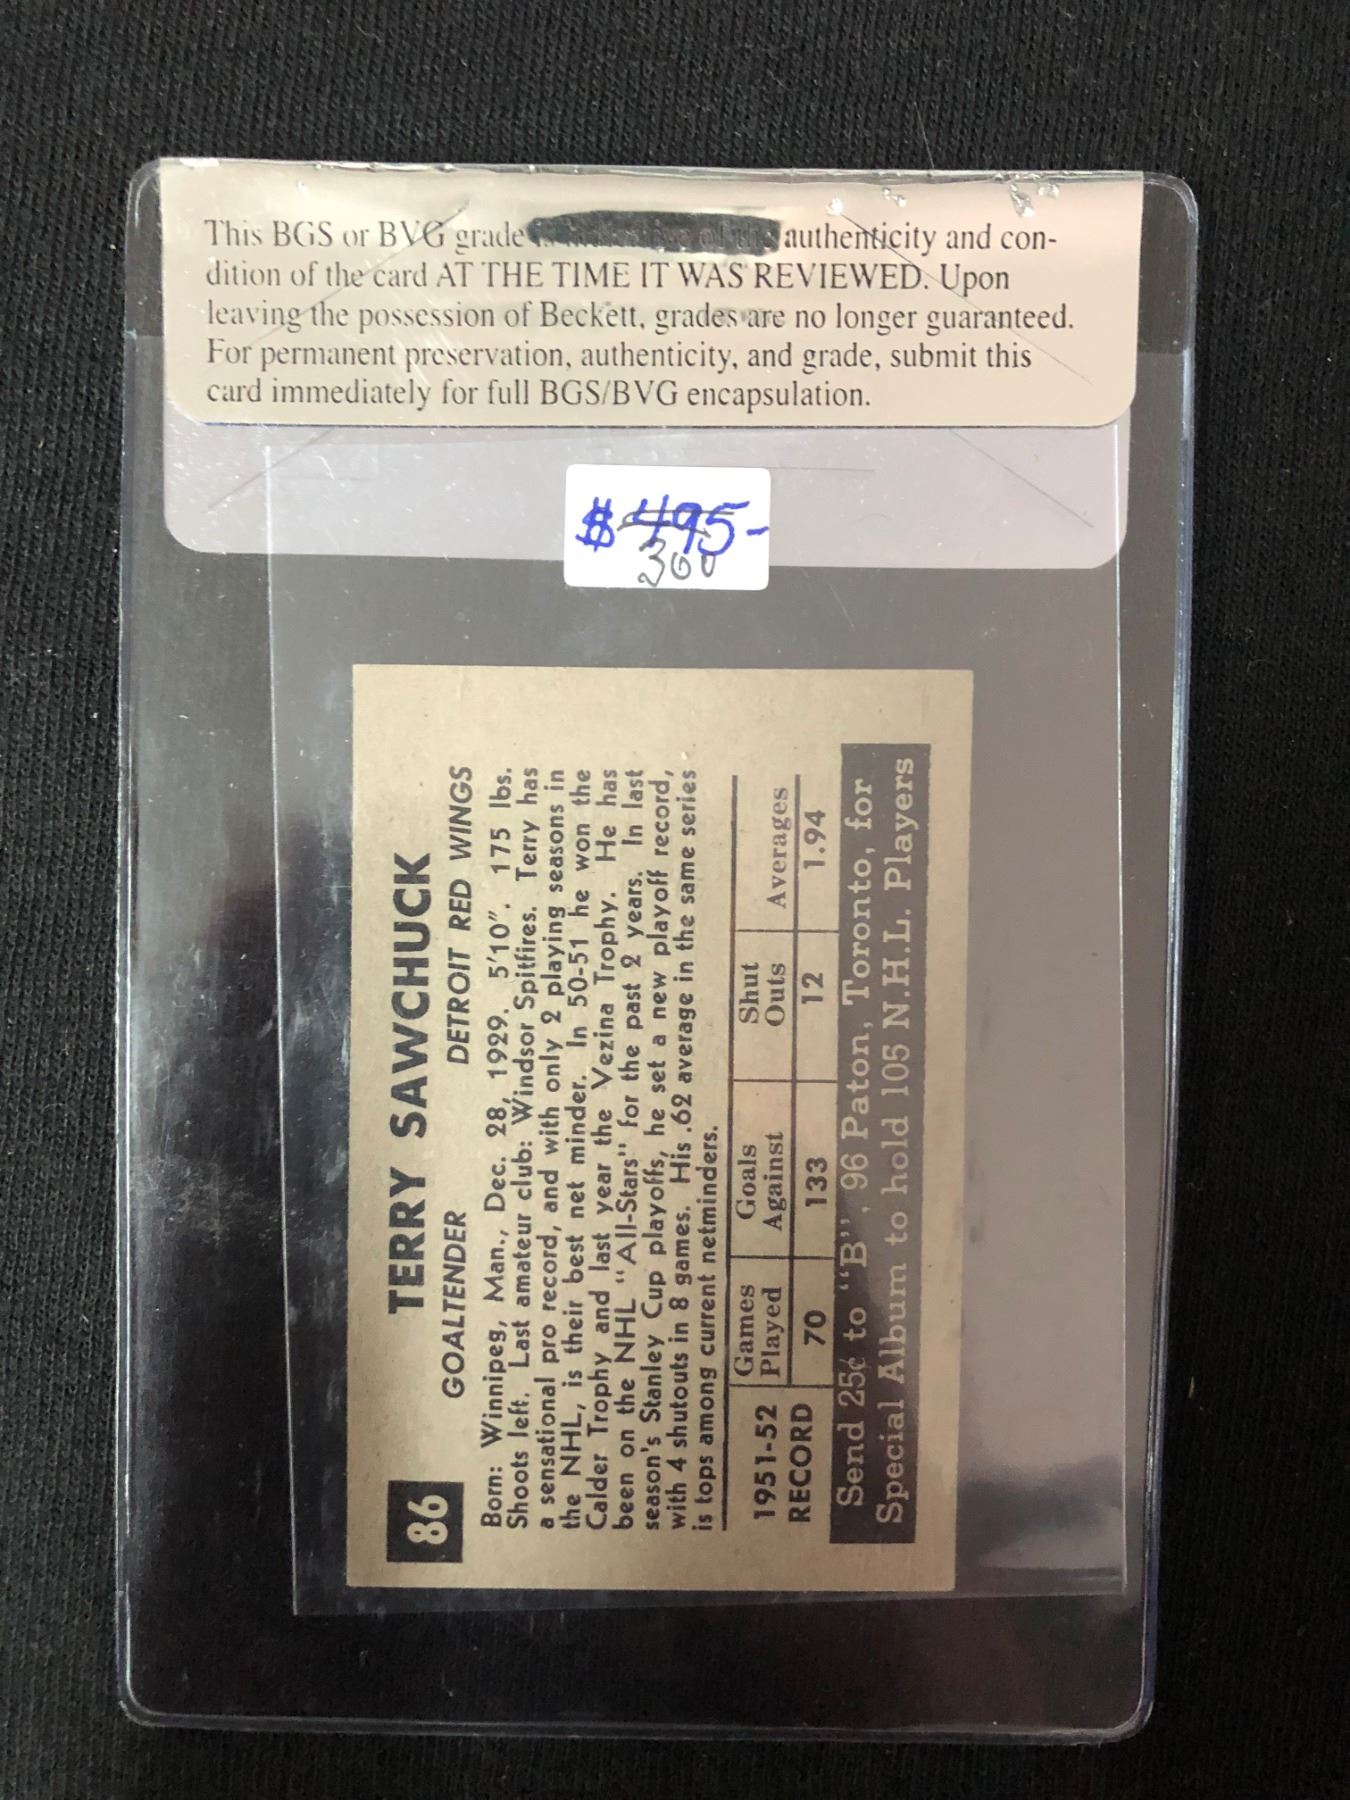 This BGS or BVG grade authenticity and con-
dition of the card AT THE TIME IT WAS REVIEWED. Upon
leaving the possession of Beckett, grades are no longer guaranteed.
For permanent preservation, authenticity, and grade, submit this
card immediately for full BGS/BVG encapsulation.
$ 495-
300
86
TERRY SAWCHUCK
GOALTENDER DETROIT RED WINGS
Born: Winnipeg, Man., Dec. 28, 1929. 5'10". 175 lbs.
Shoots left. Last amateur club: Windsor Spitfires. Terry has
a sensational pro record, and with only 2 playing seasons in
the NHL, is their best net minder. In 50-51 he won the
Calder Trophy and last year the Vezina Trophy. He has
been on the NHL "All-Stars" for the past 2 years. In last
season's Stanley Cup playoffs, he set a new playoff record,
with 4 shutouts in 8 games. His .62 average in the same series
is tops among current netminders.
1951-52 RECORD
Games Played Goals Against Shut Outs Averages
70 133 12 1.94
Send 25¢ to "B", 96 Paton, Toronto, for
Special Album to hold 105 N.H.L. Players